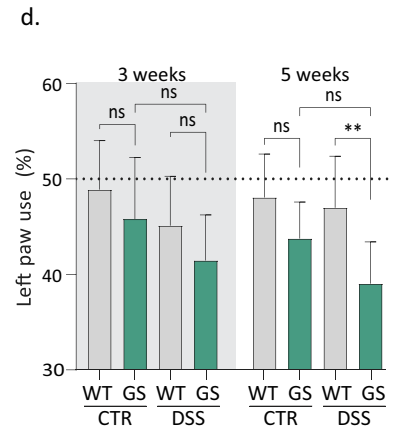 d.
3 weeks 5 weeks
ns ns
ns ns ns **
Left paw use (%)
60
50
40
30
WT GS WT GS WT GS WT GS
CTR DSS CTR DSS